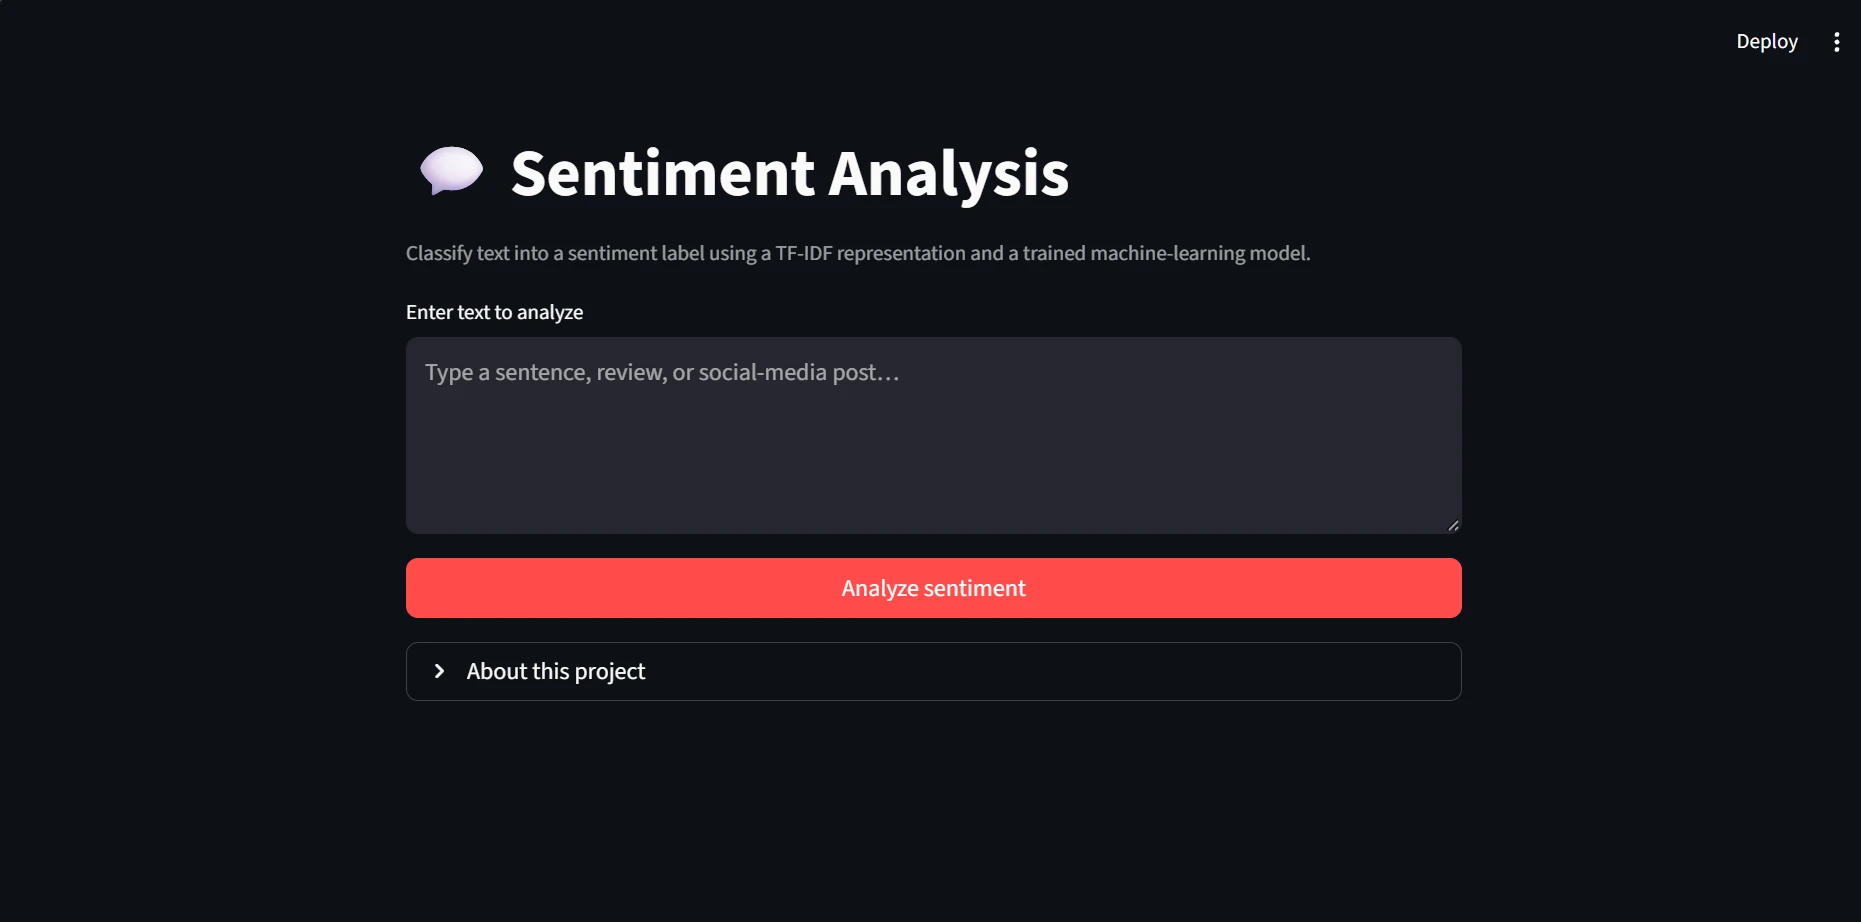 Deploy
Sentiment Analysis
Classify text into a sentiment label using a TF-IDF representation and a trained machine-learning model.
Enter text to analyze
Type a sentence, review, or social-media post…
Analyze sentiment
About this project